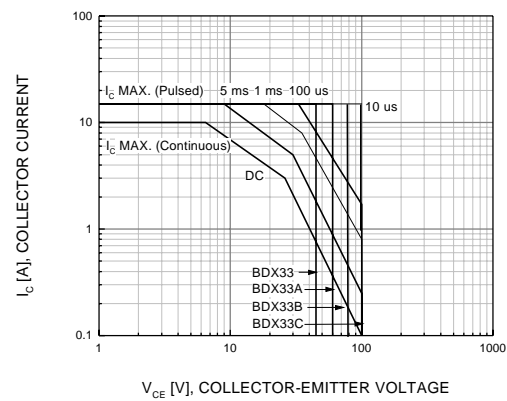 100
I_C MAX. (Pulsed) 5 ms 1 ms 100 us
10 us
10
I_C MAX. (Continuous)
DC
1
BDX33
BDX33A
BDX33B
BDX33C
0.1
1 10 100 1000
I_C [A], COLLECTOR CURRENT
V_CE [V], COLLECTOR-EMITTER VOLTAGE